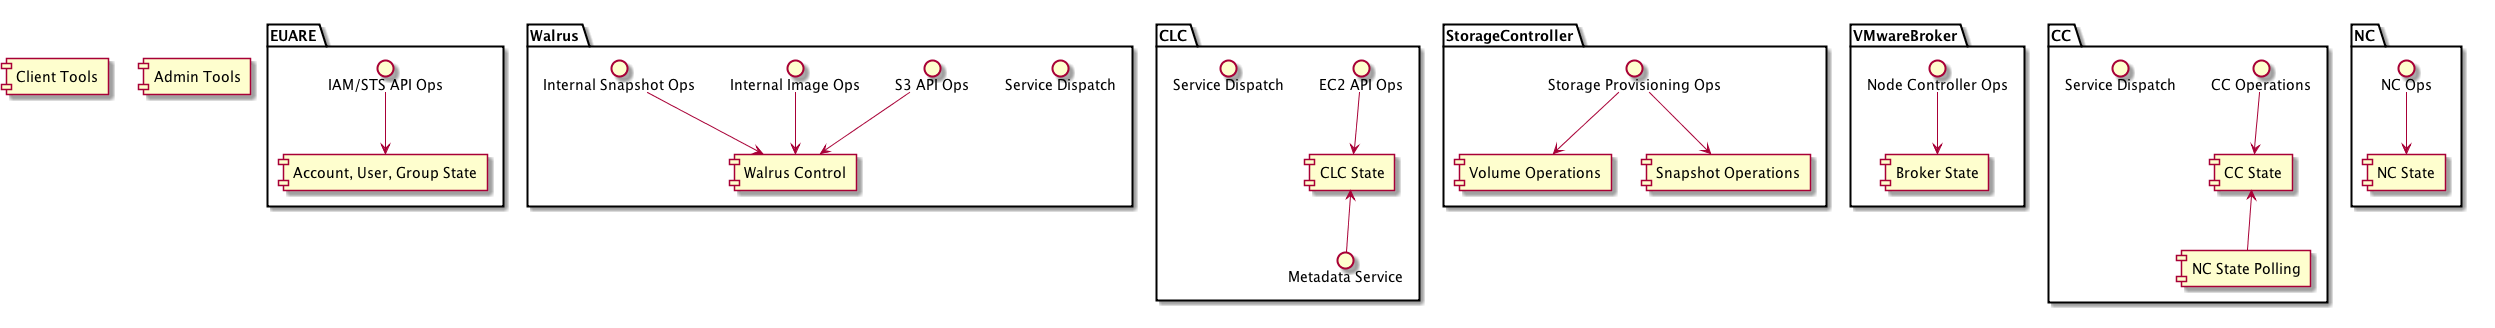 Client Tools
Admin Tools
EUARE
IAM/STS API Ops
Account, User, Group State
Walrus
Internal Snapshot Ops
Internal Image Ops
S3 API Ops
Service Dispatch
Walrus Control
CLC
Service Dispatch
EC2 API Ops
CLC State
Metadata Service
StorageController
Storage Provisioning Ops
Volume Operations
Snapshot Operations
VMwareBroker
Node Controller Ops
Broker State
CC
Service Dispatch
CC Operations
CC State
NC State Polling
NC
NC Ops
NC State